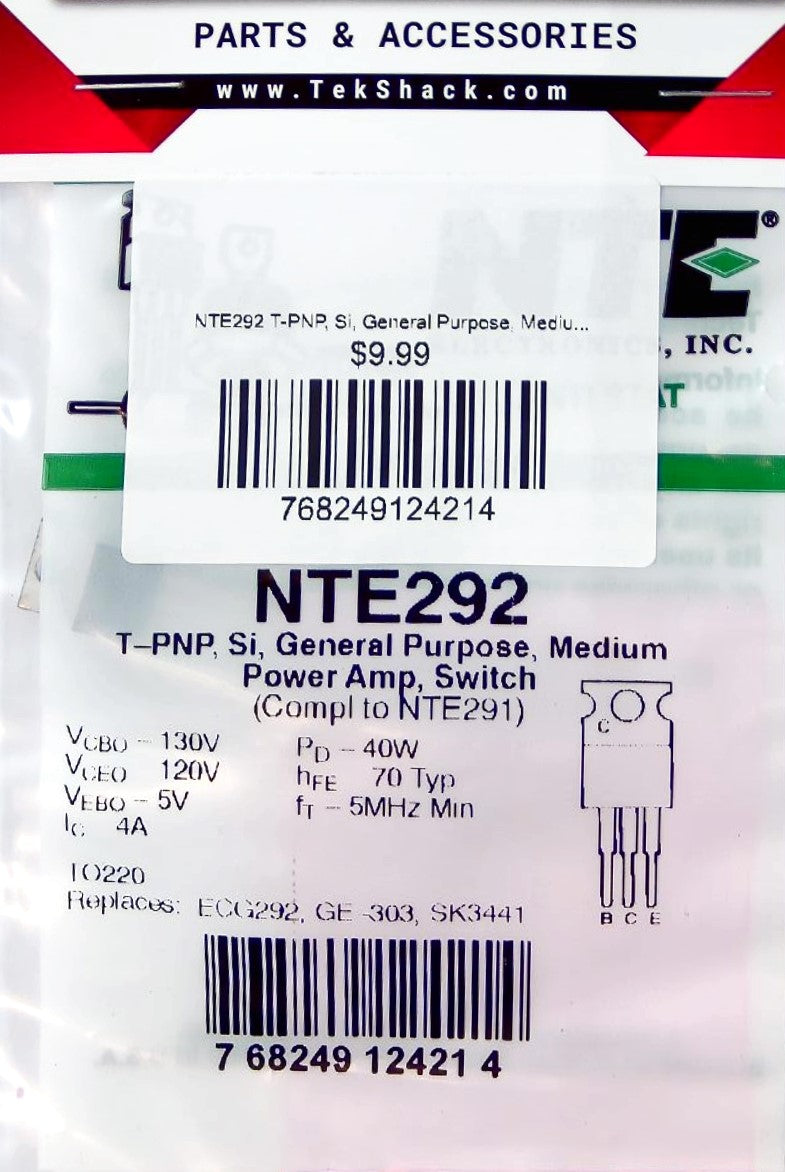 PARTS & ACCESSORIES
www.TekShack.com
NTE®
, INC.
NTE292 T-PNP, Si, General Purpose, Mediu...
$9.99
768249124214
NTE292
T–PNP, Si, General Purpose, Medium
Power Amp, Switch
(Compl to NTE291)
C
VCBO – 130V
VCEO 120V
VEBO – 5V
IC 4A
PD – 40W
hFE 70 Typ
fT – 5MHz Min
TO220
Replaces: ECG292, GE-303, SK3441
B C E
7 68249 12421 4